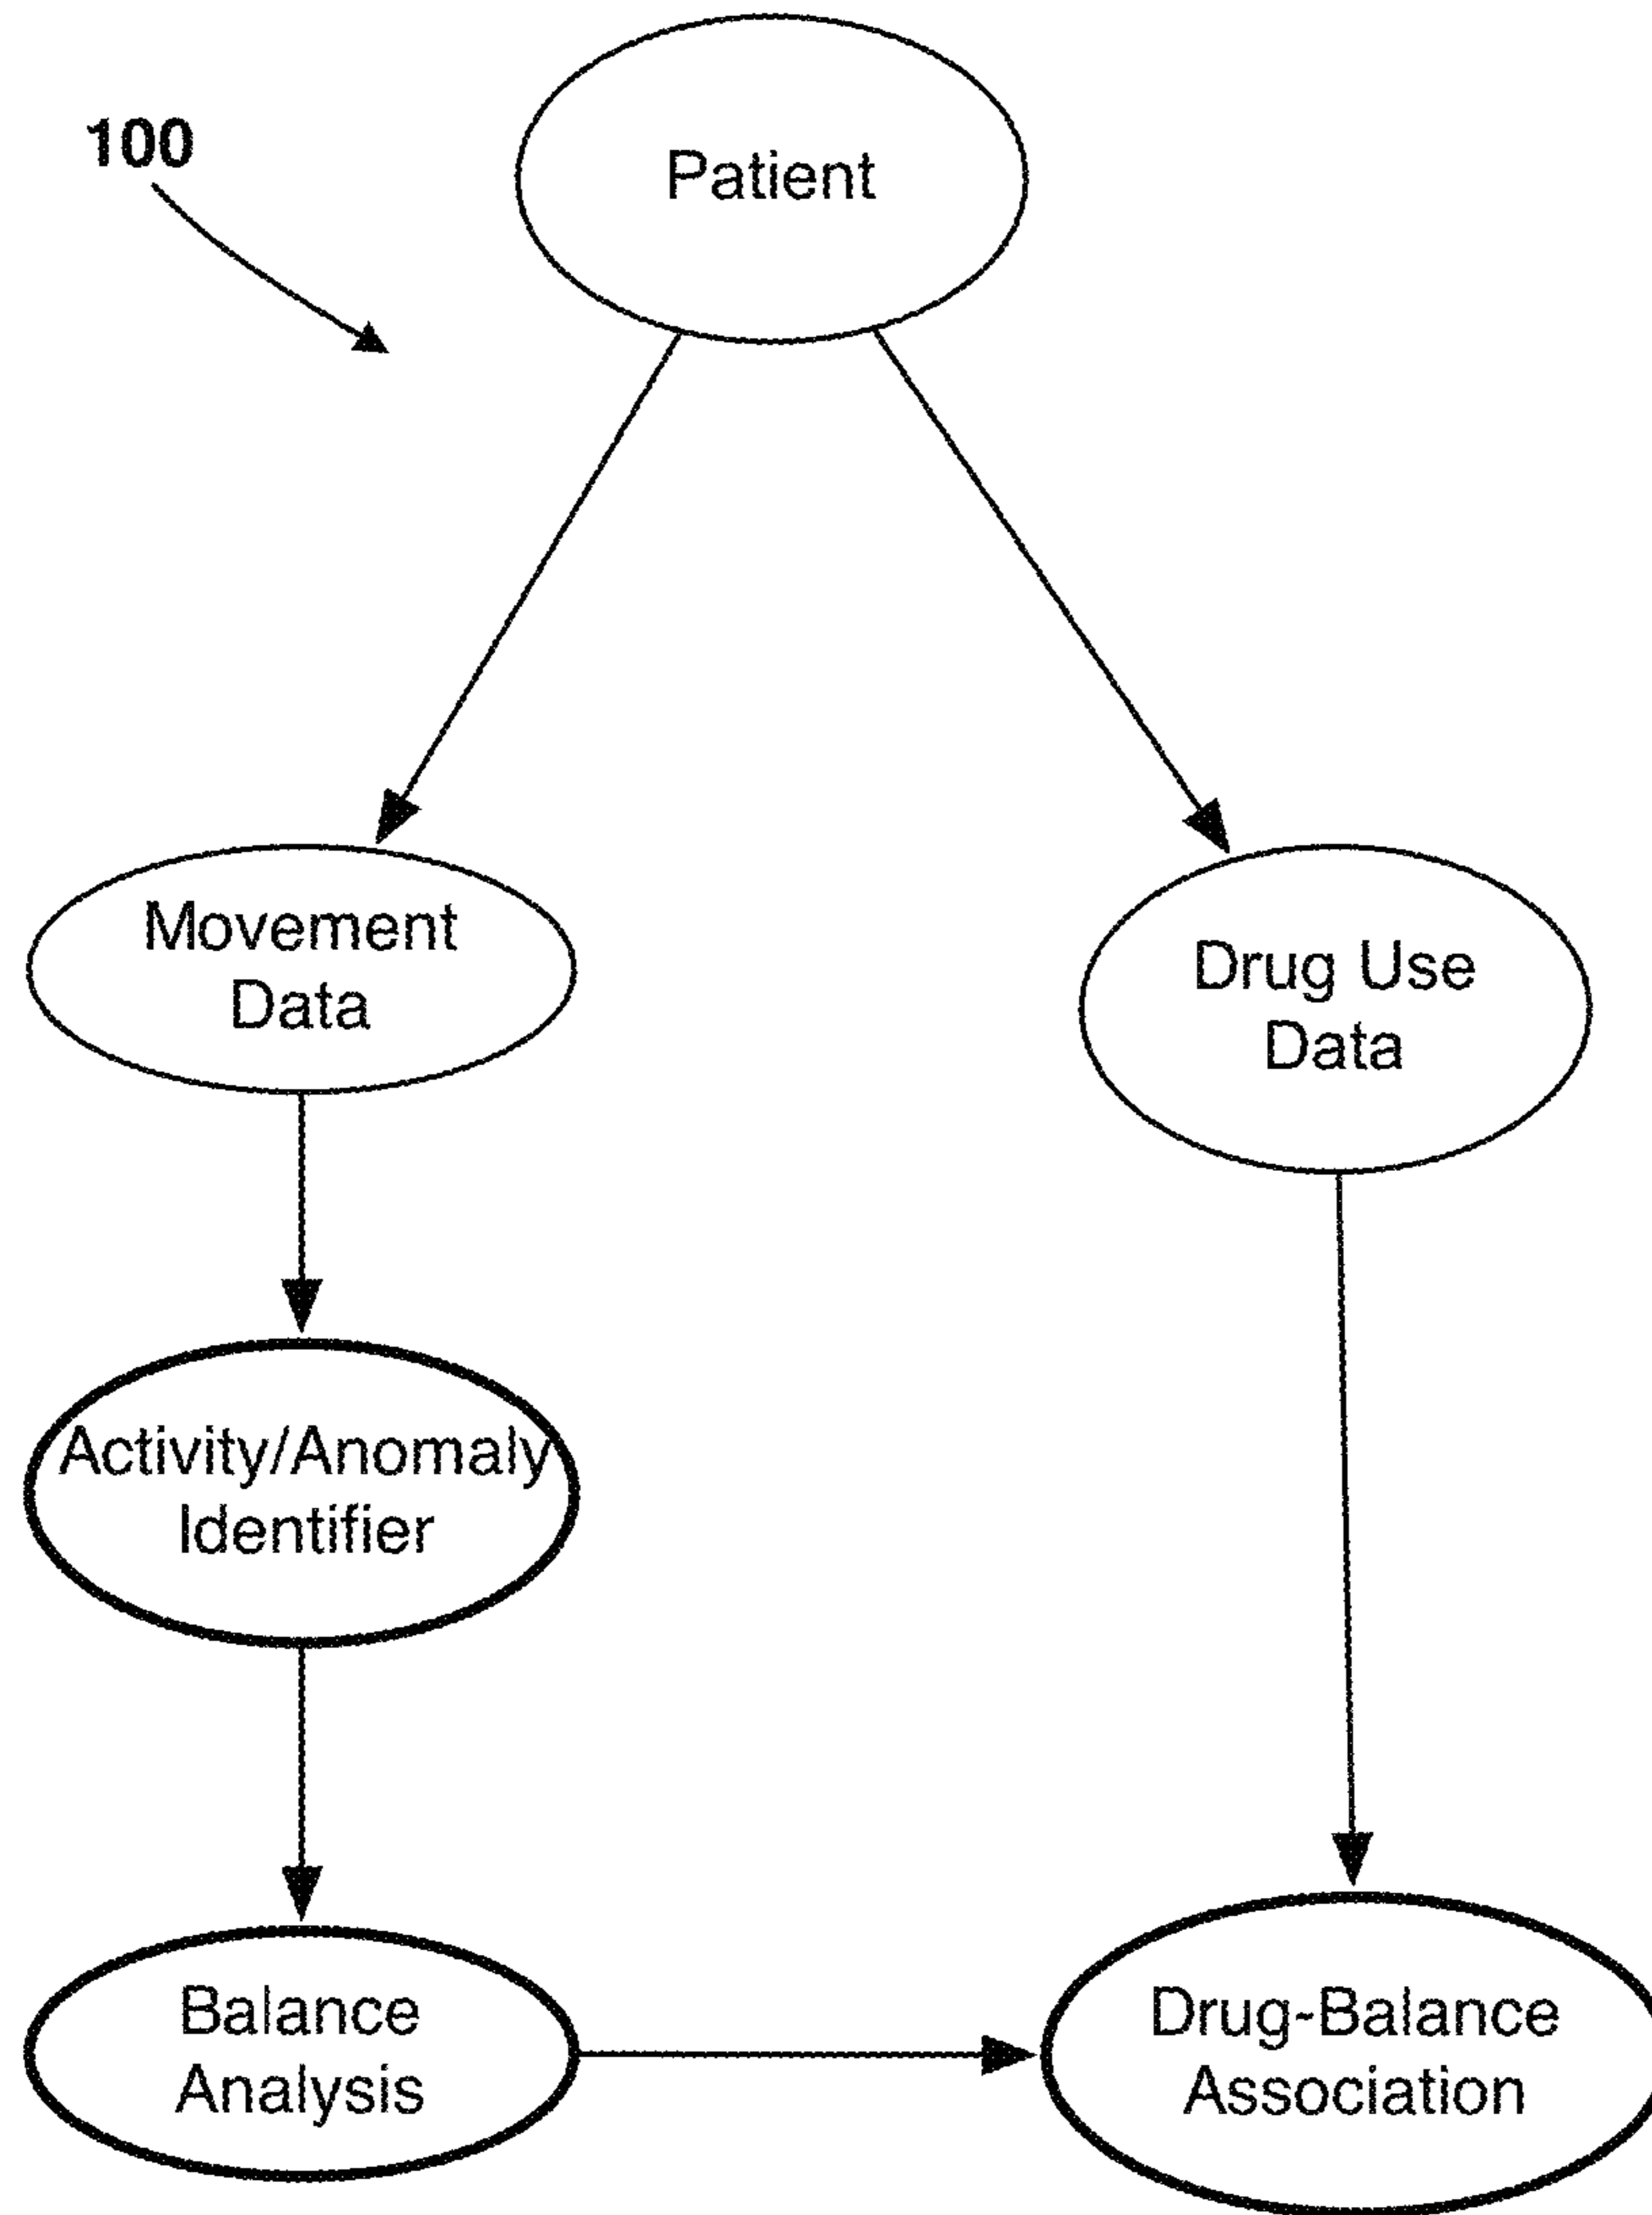 100
Patient
Movement
Data
Drug Use
Data
Activity/Anomaly
Identifier
Balance
Analysis
Drug-Balance
Association